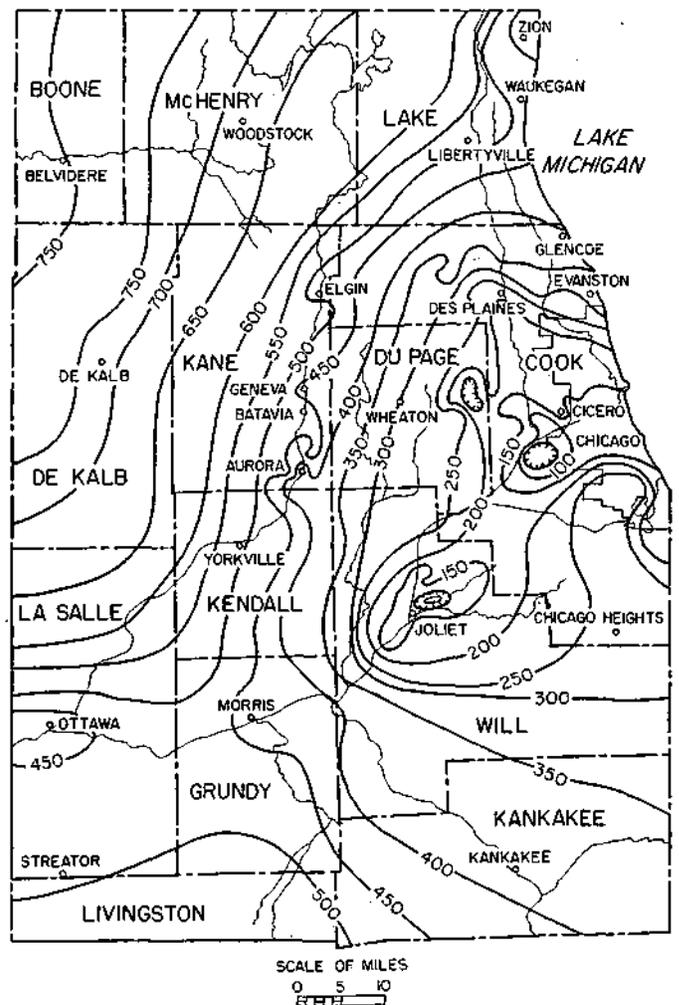 ZION
BOONE
McHENRY
WAUKEGAN
WOODSTOCK
LAKE
LAKE
MICHIGAN
LIBERTYVILLE
BELVIDERE
750
750
700
GLENCOE
EVANSTON
ELGIN
DES PLAINES
650
600
550
500
450
KANE
DU PAGE
COOK
DE KALB
GENEVA
400
BATAVIA
WHEATON
CICERO
CHICAGO
350
300
150
100
AURORA
250
DE KALB
200
YORKVILLE
150
LA SALLE
KENDALL
CHICAGO HEIGHTS
JOLIET
200
250
300
MORRIS
OTTAWA
WILL
450
350
GRUNDY
KANKAKEE
STREATOR
KANKAKEE
400
450
500
LIVINGSTON
SCALE OF MILES
0 5 10